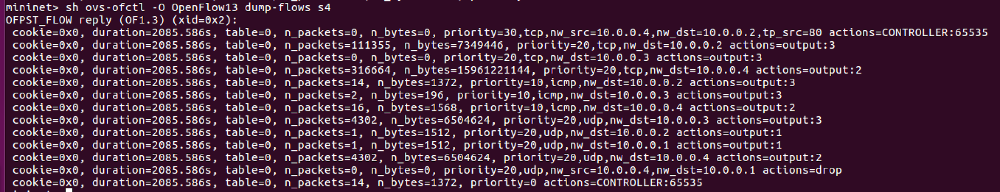 mininet> sh ovs-ofctl -O OpenFlow13 dump-flows s4
OFPST_FLOW reply (OF1.3) (xid=0x2):
cookie=0x0, duration=2085.586s, table=0, n_packets=0, n_bytes=0, priority=30,tcp,nw_src=10.0.0.4,nw_dst=10.0.0.2,tp_src=80 actions=CONTROLLER:65535
cookie=0x0, duration=2085.586s, table=0, n_packets=111355, n_bytes=7349446, priority=20,tcp,nw_dst=10.0.0.2 actions=output:3
cookie=0x0, duration=2085.586s, table=0, n_packets=0, n_bytes=0, priority=20,tcp,nw_dst=10.0.0.3 actions=output:3
cookie=0x0, duration=2085.586s, table=0, n_packets=316664, n_bytes=15961221144, priority=20,tcp,nw_dst=10.0.0.4 actions=output:2
cookie=0x0, duration=2085.586s, table=0, n_packets=14, n_bytes=1372, priority=10,icmp,nw_dst=10.0.0.2 actions=output:3
cookie=0x0, duration=2085.586s, table=0, n_packets=2, n_bytes=196, priority=10,icmp,nw_dst=10.0.0.3 actions=output:3
cookie=0x0, duration=2085.586s, table=0, n_packets=16, n_bytes=1568, priority=10,icmp,nw_dst=10.0.0.4 actions=output:2
cookie=0x0, duration=2085.586s, table=0, n_packets=4302, n_bytes=6504624, priority=20,udp,nw_dst=10.0.0.3 actions=output:3
cookie=0x0, duration=2085.586s, table=0, n_packets=1, n_bytes=1512, priority=20,udp,nw_dst=10.0.0.2 actions=output:1
cookie=0x0, duration=2085.586s, table=0, n_packets=1, n_bytes=1512, priority=20,udp,nw_dst=10.0.0.1 actions=output:1
cookie=0x0, duration=2085.586s, table=0, n_packets=4302, n_bytes=6504624, priority=20,udp,nw_dst=10.0.0.4 actions=output:2
cookie=0x0, duration=2085.586s, table=0, n_packets=0, n_bytes=0, priority=20,udp,nw_src=10.0.0.4,nw_dst=10.0.0.1 actions=drop
cookie=0x0, duration=2085.586s, table=0, n_packets=14, n_bytes=1372, priority=0 actions=CONTROLLER:65535